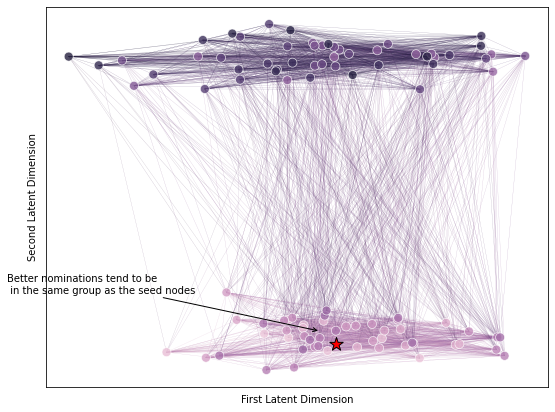 Second Latent Dimension
Better nominations tend to be
in the same group as the seed nodes
First Latent Dimension